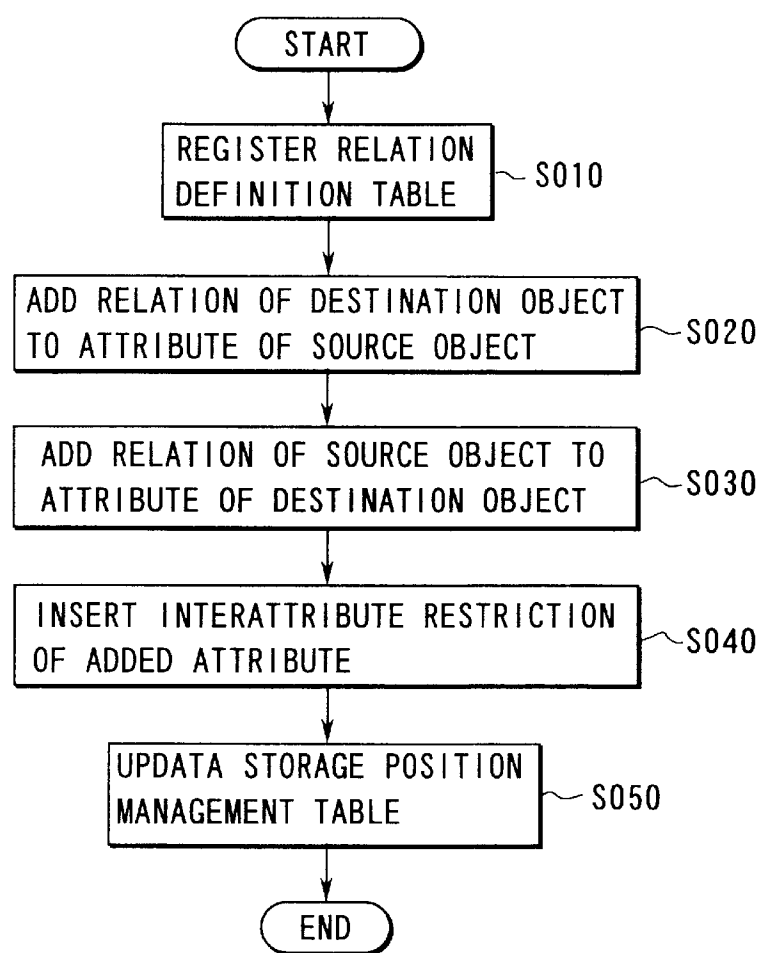 START
REGISTER RELATION
DEFINITION TABLE
S010
ADD RELATION OF DESTINATION OBJECT
TO ATTRIBUTE OF SOURCE OBJECT
S020
ADD RELATION OF SOURCE OBJECT TO
ATTRIBUTE OF DESTINATION OBJECT
S030
INSERT INTERATTRIBUTE RESTRICTION
OF ADDED ATTRIBUTE
S040
UPDATA STORAGE POSITION
MANAGEMENT TABLE
S050
END